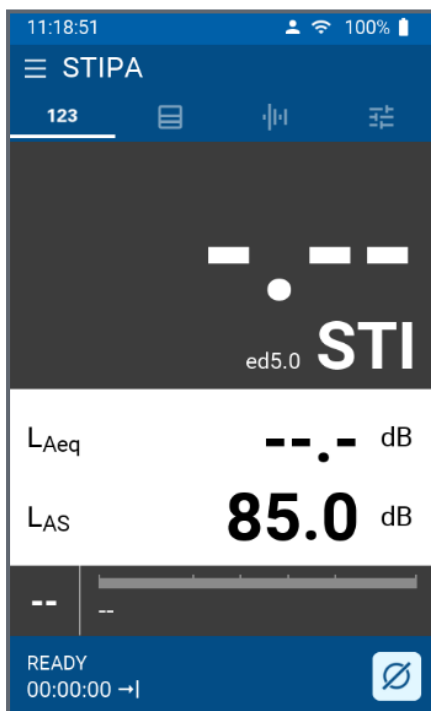 11:18:51 100%
STIPA
123
-.--
ed5.0 STI
LAeq --.- dB
LAS 85.0 dB
-- --
READY
00:00:00 →|